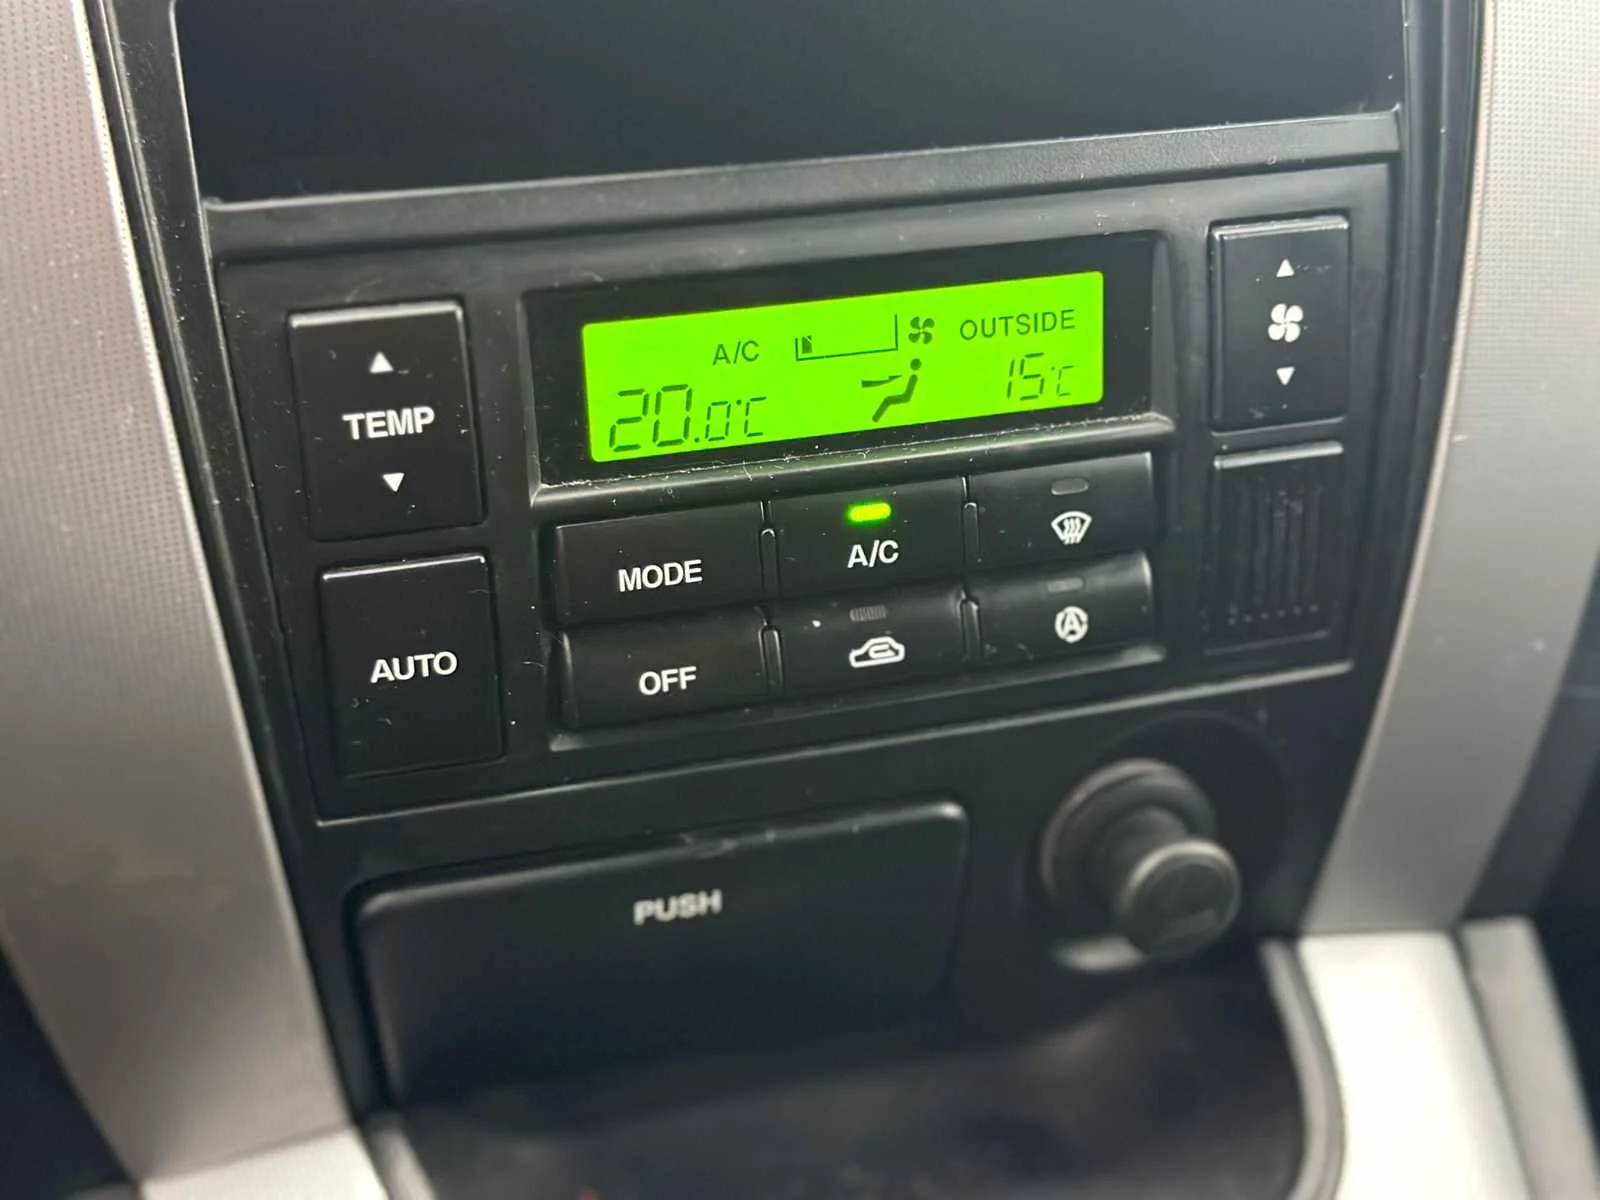 A/C OUTSIDE
20.0°C 15°C
TEMP
MODE
A/C
AUTO
OFF
A
PUSH